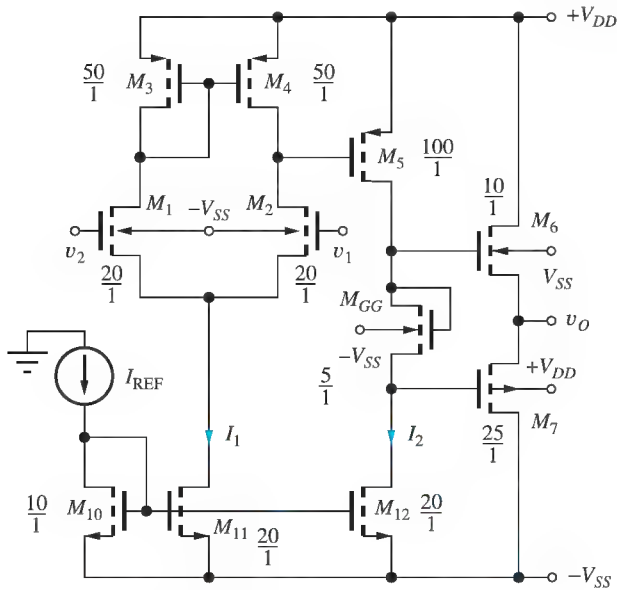 +V_DD
50/1
M_3
M_4
50/1
M_5
100/1
10/1
M_1
M_2
-V_SS
M_6
v_2
v_1
V_SS
20/1
20/1
M_GG
v_O
-V_SS
+V_DD
I_REF
5/1
M_7
I_1
I_2
25/1
10/1
M_10
M_11
20/1
M_12
20/1
-V_SS